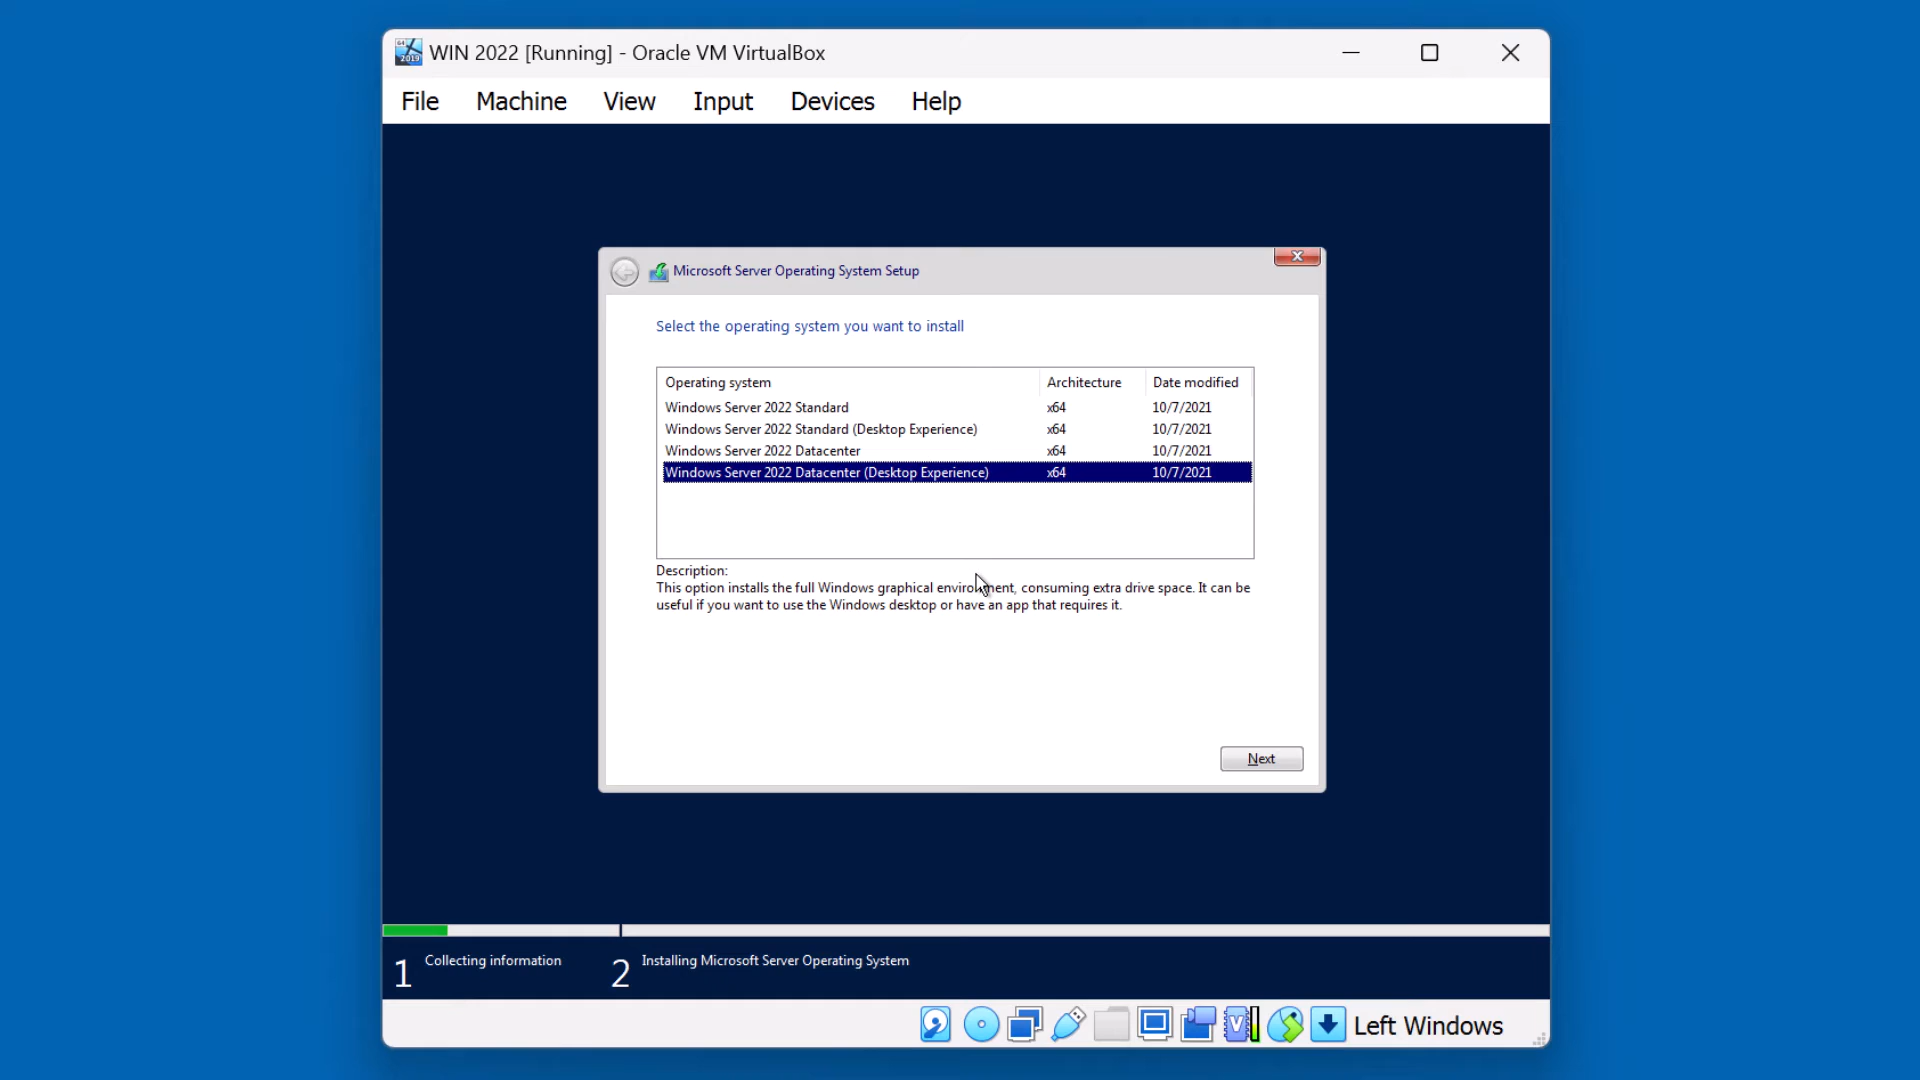 WIN 2022 [Running] - Oracle VM VirtualBox
File Machine View Input Devices Help
Microsoft Server Operating System Setup
Select the operating system you want to install
Operating system Architecture Date modified
Windows Server 2022 Standard x64 10/7/2021
Windows Server 2022 Standard (Desktop Experience) x64 10/7/2021
Windows Server 2022 Datacenter x64 10/7/2021
Windows Server 2022 Datacenter (Desktop Experience) x64 10/7/2021
Description:
This option installs the full Windows graphical environment, consuming extra drive space. It can be
useful if you want to use the Windows desktop or have an app that requires it.
Next
1 Collecting information 2 Installing Microsoft Server Operating System
Left Windows